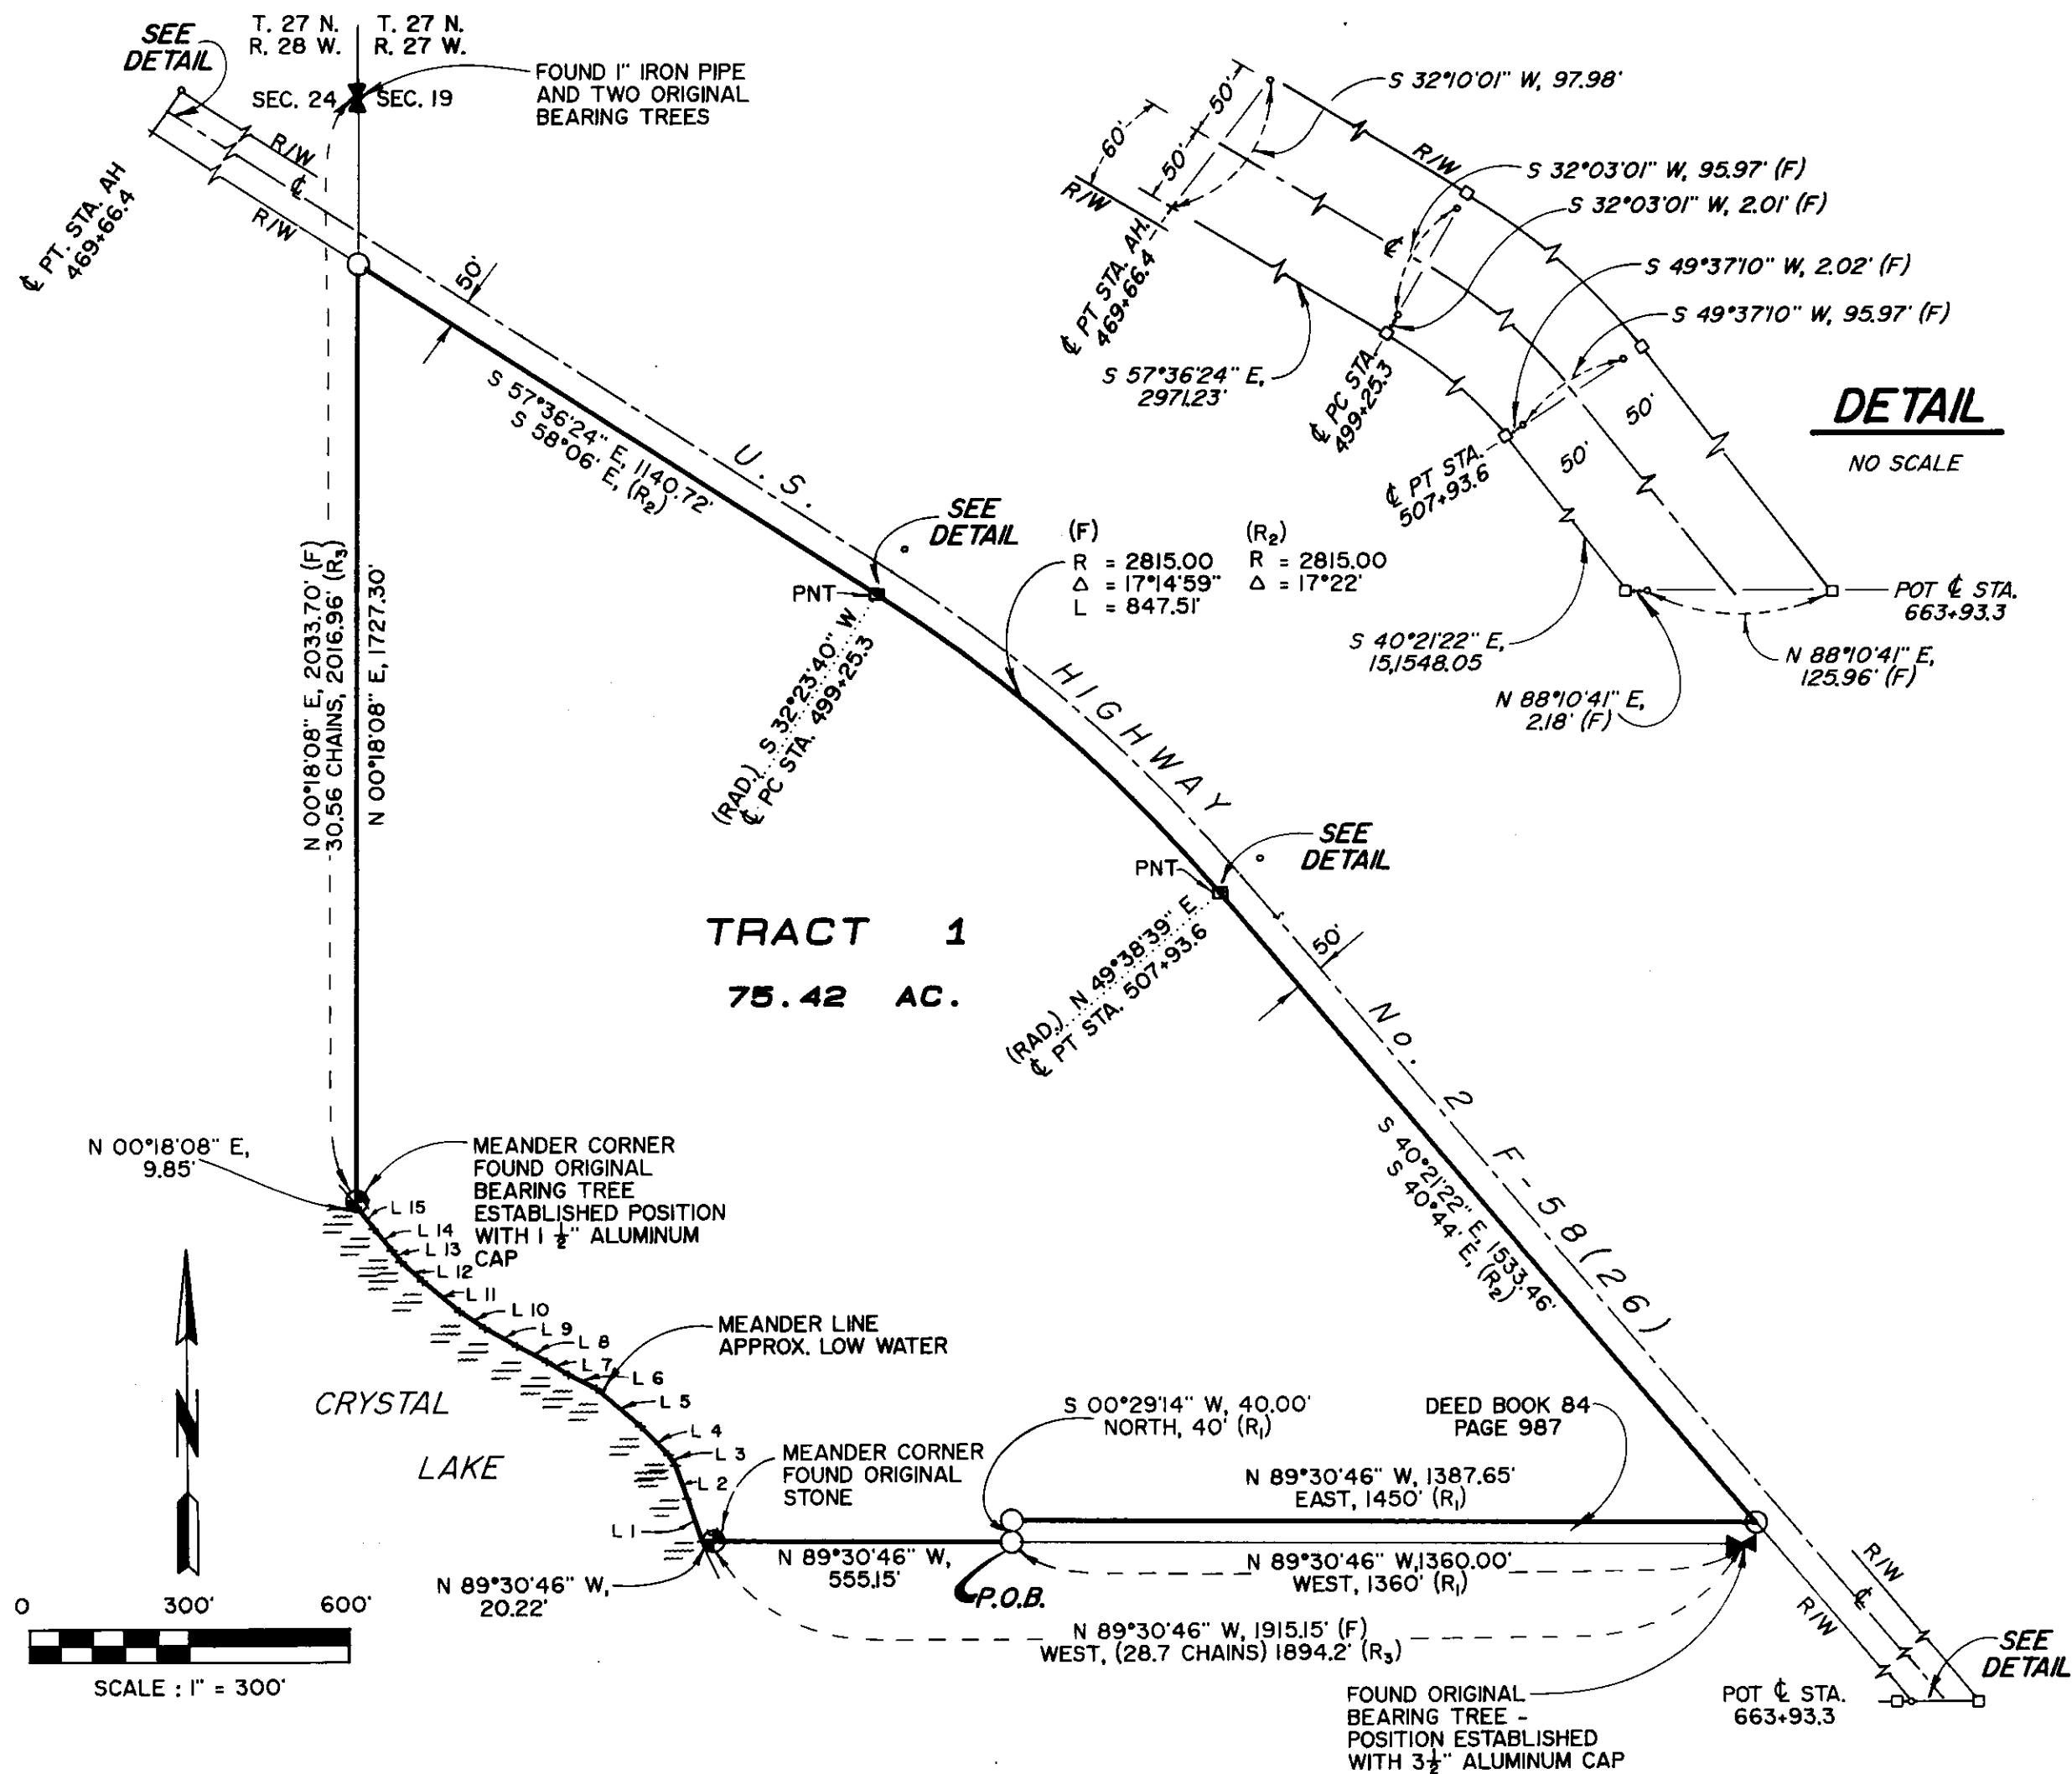 SEE
DETAIL
T. 27 N.
R. 28 W.
T. 27 N.
R. 27 W.
SEC. 24
SEC. 19
FOUND 1" IRON PIPE
AND TWO ORIGINAL
BEARING TREES
R/W
℄
R/W
℄ PT. STA. AH
469+66.4
50'
S 57°36'24" E, 1140.72'
S 58°06' E, (R2)
U.S. HIGHWAY No. 2 F-58(26)
N 00°18'08" E, 2033.70' (F)
30.56 CHAINS, 2016.96' (R3)
N 00°18'08" E, 1727.30'
SEE
DETAIL
PNT
(F)
R = 2815.00
Δ = 17°14'59"
L = 847.51'
(R2)
R = 2815.00
Δ = 17°22'
(RAD.) S 32°23'40" W
℄ PC STA. 499+25.3
50'
50'
60'
R/W
R/W
℄
S 32°10'01" W, 97.98'
S 32°03'01" W, 95.97' (F)
S 32°03'01" W, 2.01' (F)
S 49°37'10" W, 2.02' (F)
S 49°37'10" W, 95.97' (F)
℄ PT STA. AH.
469+66.4
S 57°36'24" E,
2971.23'
℄ PC STA.
499+25.3
℄ PT STA.
507+93.6
50'
50'
DETAIL
NO SCALE
POT ℄ STA.
663+93.3
S 40°21'22" E,
15,1548.05
N 88°10'41" E,
125.96' (F)
N 88°10'41" E,
2.18' (F)
SEE
DETAIL
PNT
(RAD.) N 49°38'39" E
℄ PT STA. 507+93.6
50'
TRACT 1
75.42 AC.
S 40°21'22" E, 1533.46'
S 40°44' E, (R2)
N 00°18'08" E,
9.85'
MEANDER CORNER
FOUND ORIGINAL
BEARING TREE
ESTABLISHED POSITION
WITH 1 1/2" ALUMINUM
CAP
L 15
L 14
L 13
L 12
L 11
L 10
L 9
L 8
L 7
L 6
L 5
L 4
L 3
L 2
L 1
MEANDER LINE
APPROX. LOW WATER
CRYSTAL
LAKE
N
MEANDER CORNER
FOUND ORIGINAL
STONE
S 00°29'14" W, 40.00'
NORTH, 40' (R1)
DEED BOOK 84
PAGE 987
N 89°30'46" W, 1387.65'
EAST, 1450' (R1)
N 89°30'46" W,
555.15'
N 89°30'46" W, 1360.00'
WEST, 1360' (R1)
N 89°30'46" W,
20.22'
P.O.B.
N 89°30'46" W, 1915.15' (F)
WEST, (28.7 CHAINS) 1894.2' (R3)
0 300' 600'
SCALE : 1" = 300'
FOUND ORIGINAL
BEARING TREE -
POSITION ESTABLISHED
WITH 3 1/2" ALUMINUM CAP
R/W
℄
R/W
POT ℄ STA.
663+93.3
SEE
DETAIL